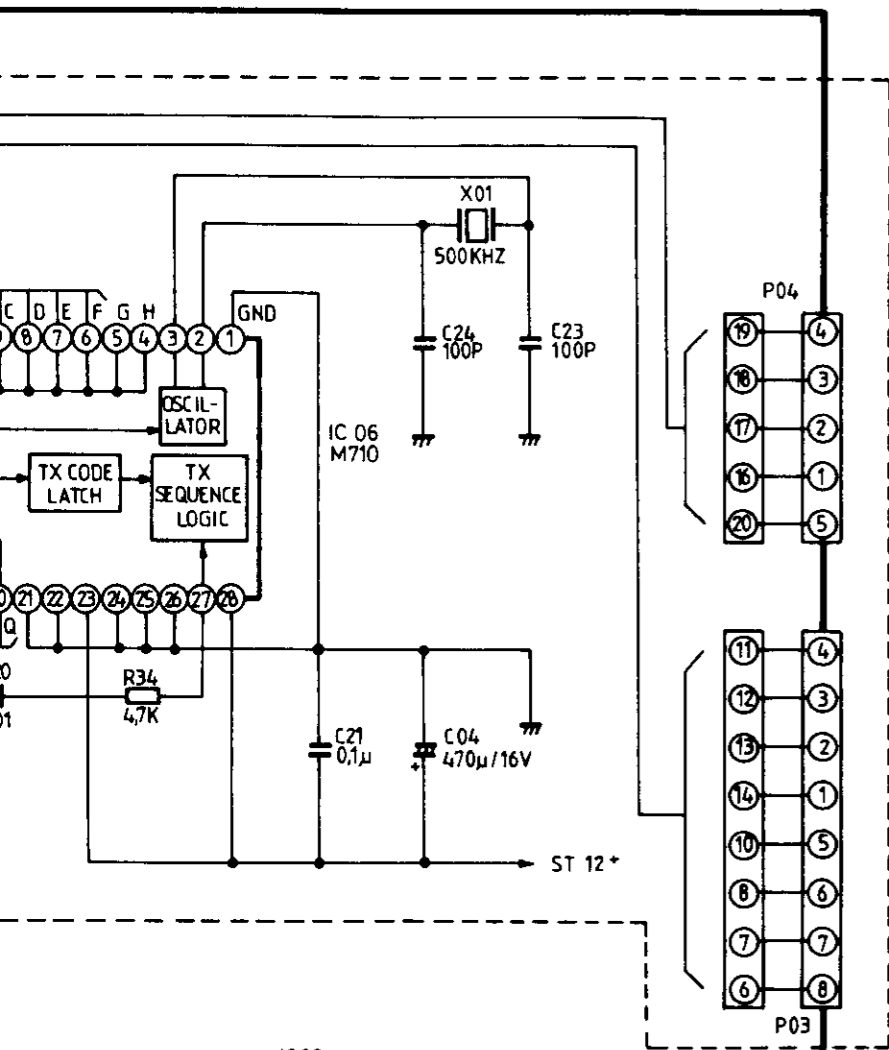 X01
500KHZ
P04
C D E F G H GND
8 7 6 5 4 3 2 1
C24
100P
C23
100P
19 4
18 3
17 2
16 1
20 5
OSCIL-
LATOR
IC 06
M710
TX CODE
LATCH
TX
SEQUENCE
LOGIC
21 22 23 24 25 26 27 28
Q
R34
4,7K
C21
0,1µ
C04
+ 470µ/16V
ST 12+
11 4
12 3
13 2
14 1
10 5
8 6
7 7
6 8
P03